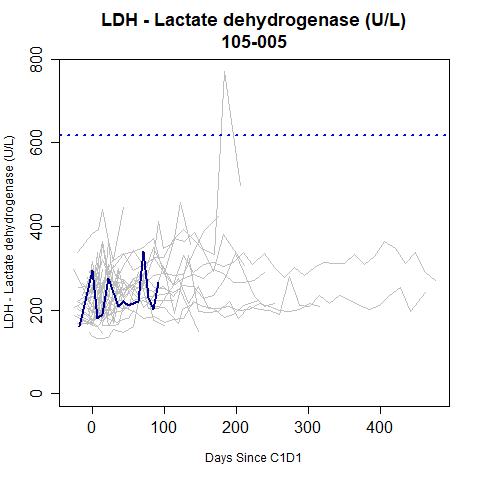 LDH - Lactate dehydrogenase (U/L)
105-005
LDH - Lactate dehydrogenase (U/L)
800
600
400
200
0
0 100 200 300 400
Days Since C1D1